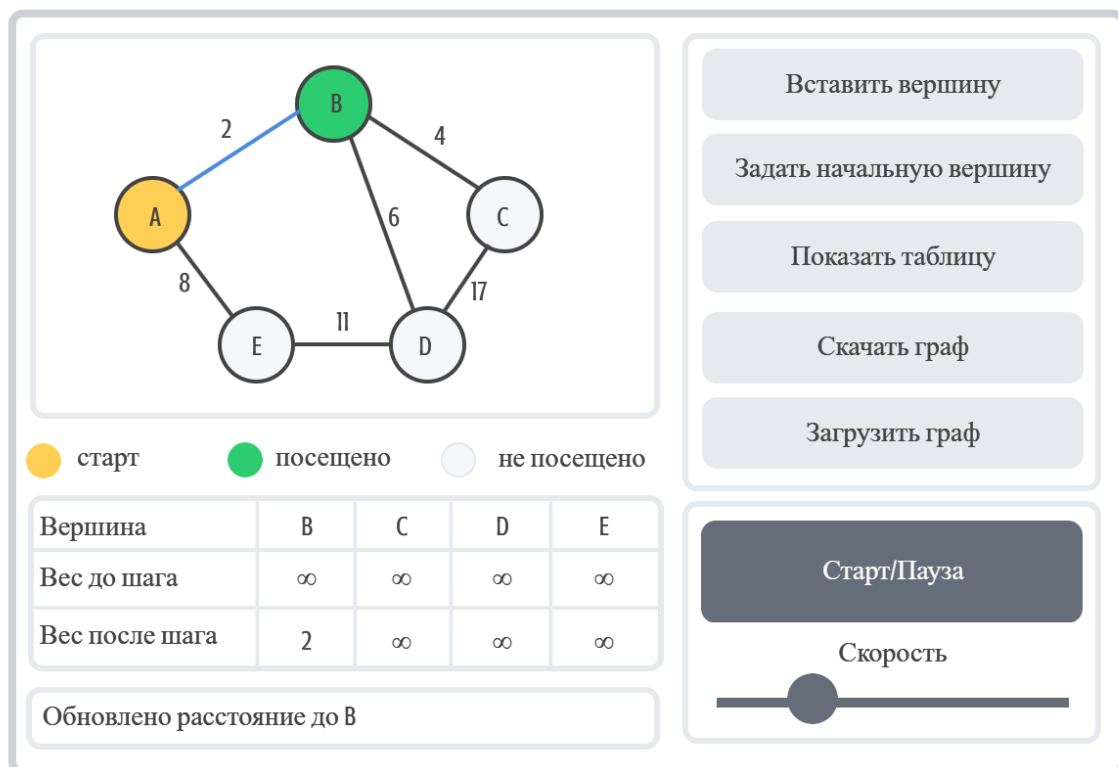 B
2
4
A
6
C
8
17
11
E
D
старт
посещено
не посещено
Вершина B C D E
Вес до шага ∞ ∞ ∞ ∞
Вес после шага 2 ∞ ∞ ∞
Обновлено расстояние до B
Вставить вершину
Задать начальную вершину
Показать таблицу
Скачать граф
Загрузить граф
Старт/Пауза
Скорость